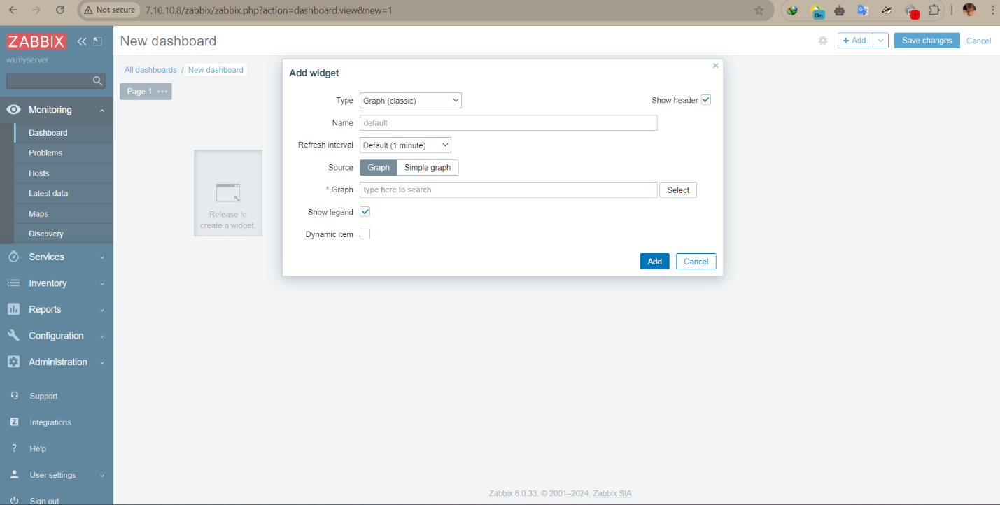 Not secure 7.10.10.8/zabbix/zabbix.php?action=dashboard.view&new=1
On
1
ZABBIX
wkmyserver
New dashboard
+ Add
Save changes
Cancel
All dashboards / New dashboard
Page 1
Monitoring
Dashboard
Problems
Hosts
Latest data
Maps
Discovery
Services
Inventory
Reports
Configuration
Administration
Support
Z Integrations
? Help
User settings
Sign out
Release to
create a widget.
Add widget
Type Graph (classic) Show header
Name default
Refresh interval Default (1 minute)
Source Graph Simple graph
* Graph type here to search Select
Show legend
Dynamic item
Add Cancel
Zabbix 6.0.33. © 2001–2024, Zabbix SIA